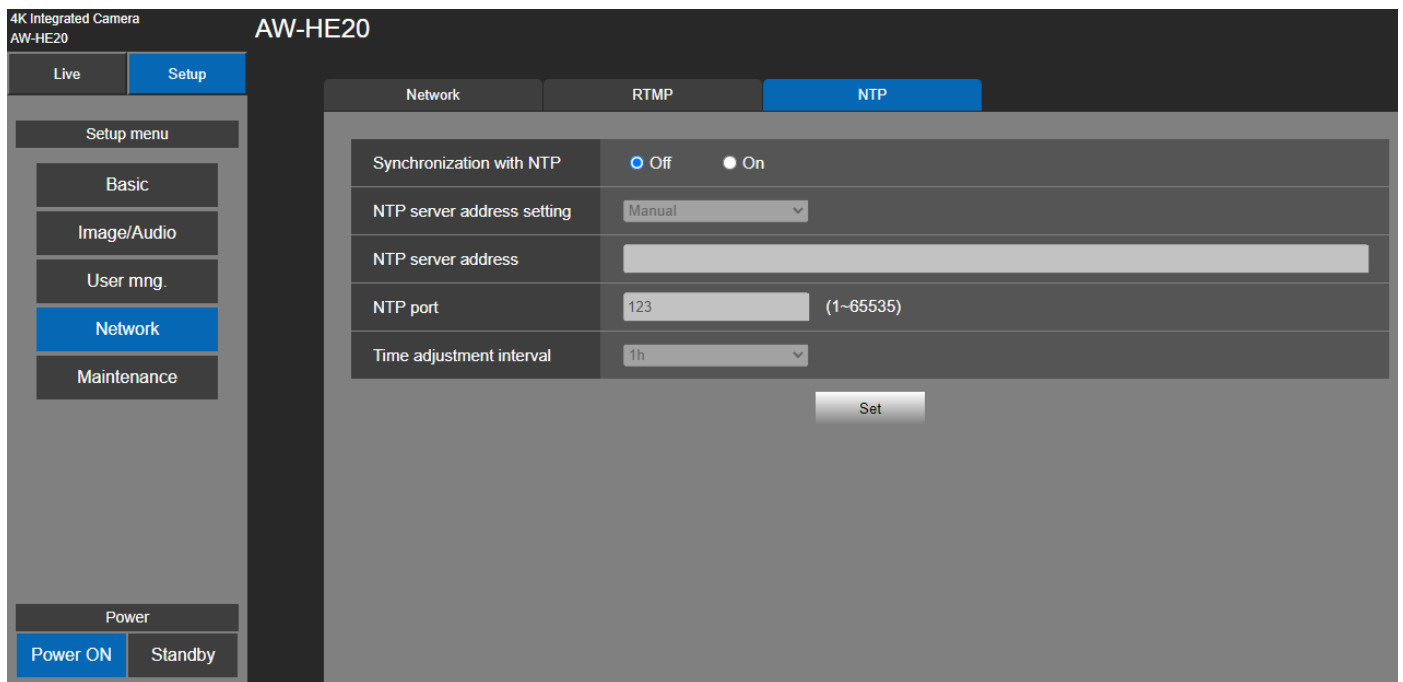 4K Integrated Camera
AW-HE20
AW-HE20
Live
Setup
Setup menu
Basic
Image/Audio
User mng.
Network
Maintenance
Power
Power ON
Standby
Network
RTMP
NTP
Synchronization with NTP
Off
On
NTP server address setting
Manual
NTP server address
NTP port
123
(1~65535)
Time adjustment interval
1h
Set